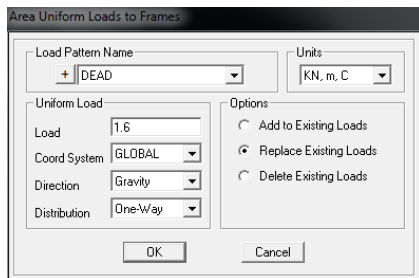 Area Uniform Loads to Frames
Load Pattern Name
+ DEAD
Units
KN, m, C
Uniform Load
Load 1.6
Coord System GLOBAL
Direction Gravity
Distribution One-Way
Options
Add to Existing Loads
Replace Existing Loads
Delete Existing Loads
OK Cancel